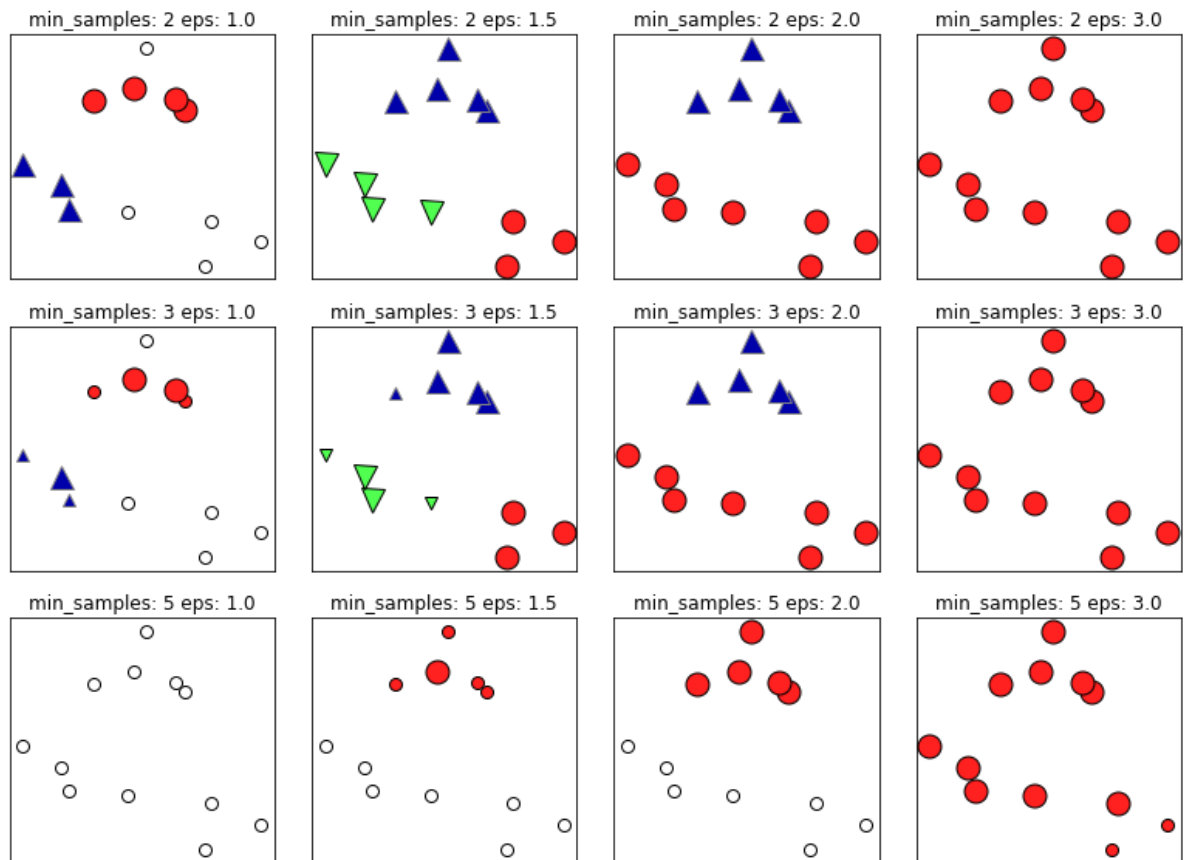 min_samples: 2 eps: 1.0
min_samples: 2 eps: 1.5
min_samples: 2 eps: 2.0
min_samples: 2 eps: 3.0
min_samples: 3 eps: 1.0
min_samples: 3 eps: 1.5
min_samples: 3 eps: 2.0
min_samples: 3 eps: 3.0
min_samples: 5 eps: 1.0
min_samples: 5 eps: 1.5
min_samples: 5 eps: 2.0
min_samples: 5 eps: 3.0